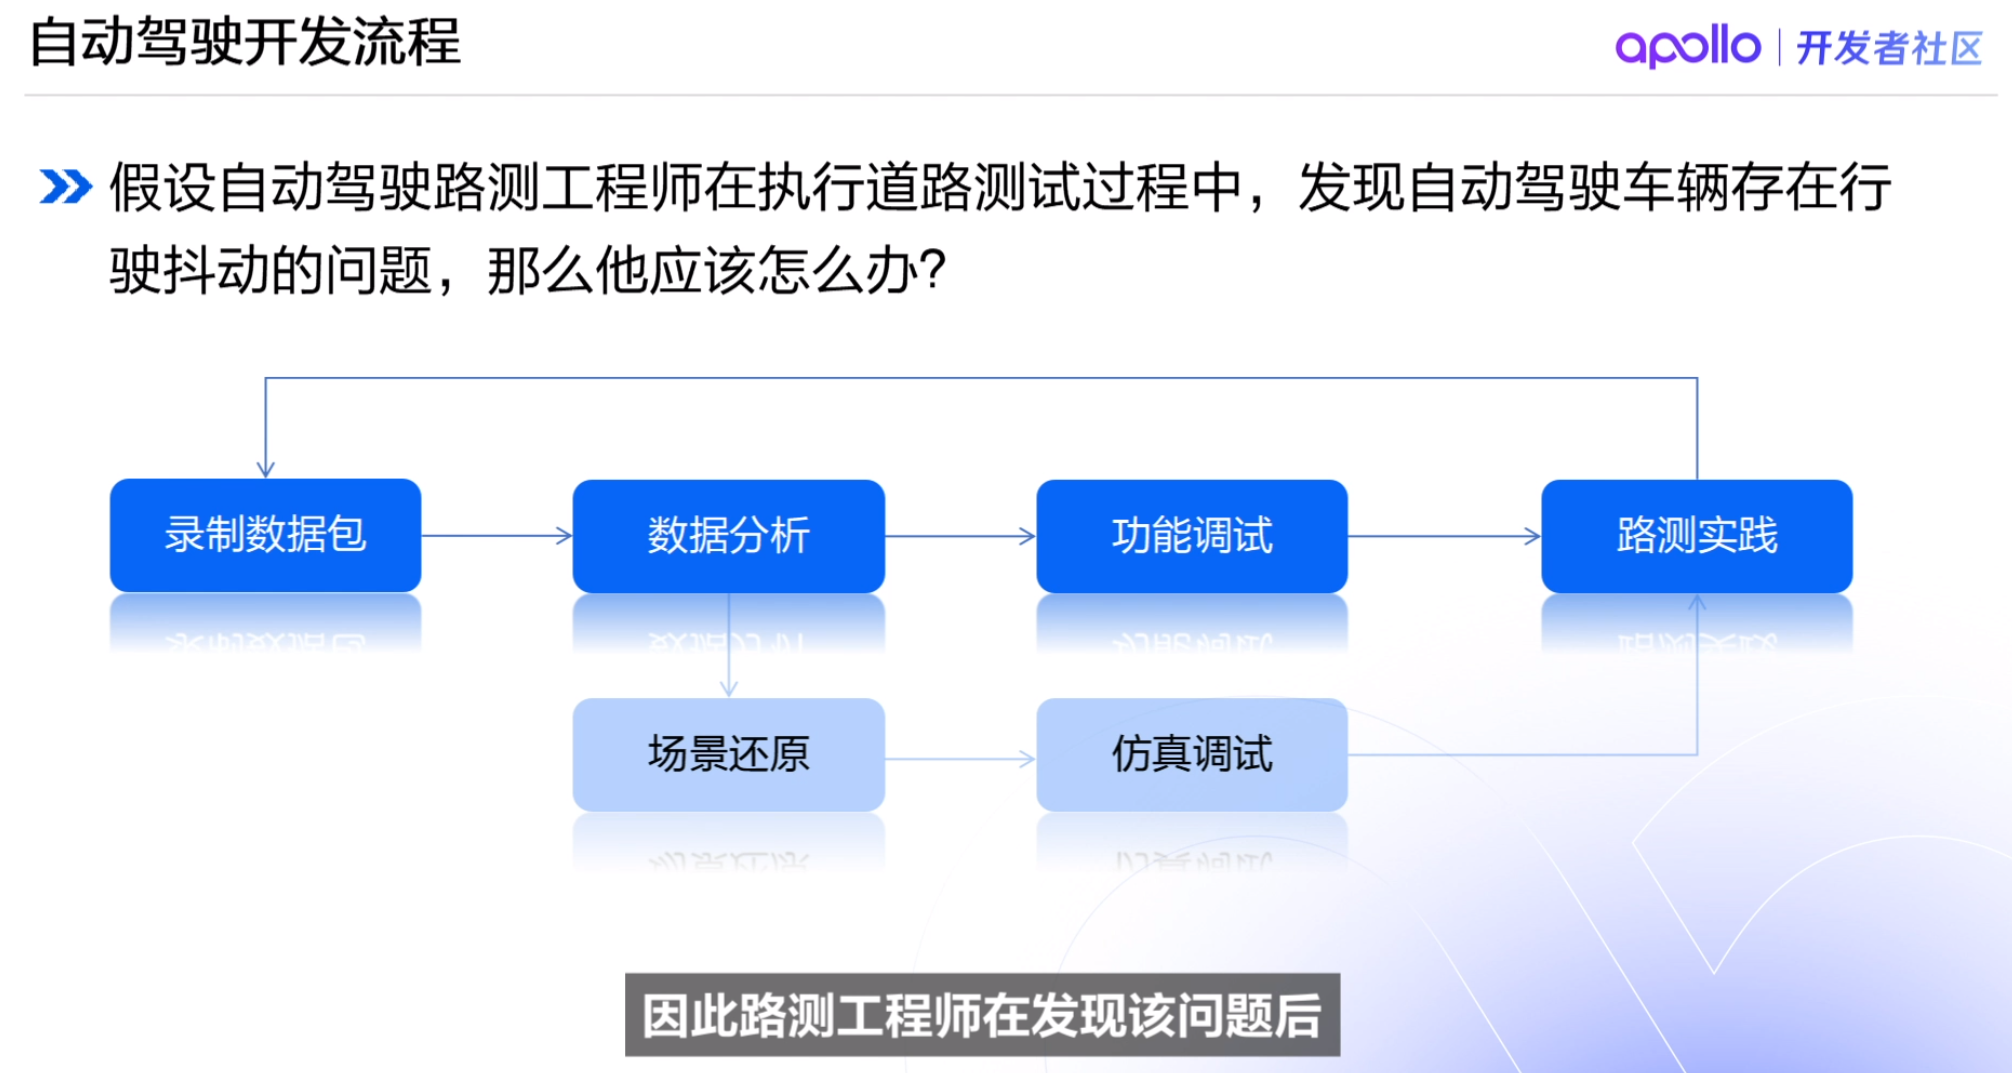 自动驾驶开发流程
apollo 开发者社区
假设自动驾驶路测工程师在执行道路测试过程中，发现自动驾驶车辆存在行
驶抖动的问题，那么他应该怎么办？
录制数据包
数据分析
功能调试
路测实践
场景还原
仿真调试
因此路测工程师在发现该问题后